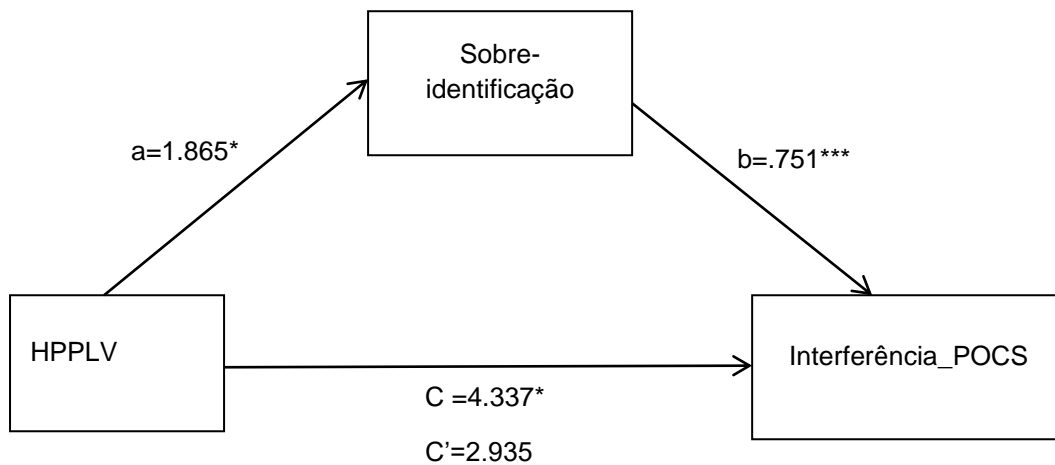 Sobre-
identificação
a=1.865*
b=.751***
HPPLV
Interferência_POCS
C =4.337*
C’=2.935